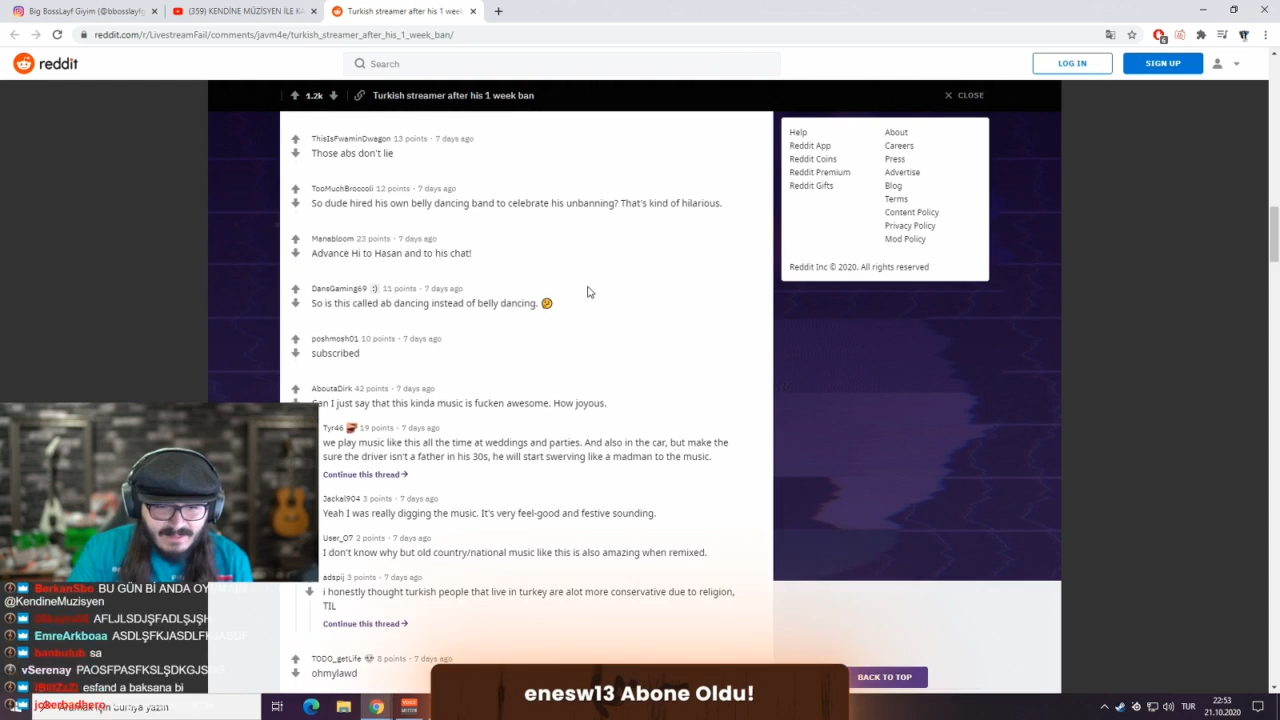 Big BossLayf Giyim (@bbosslayfg
(359) KENDİNE MÜZİSYEN İLE KA
Turkish streamer after his 1 week
reddit.com/r/LivestreamFail/comments/javm4e/turkish_streamer_after_his_1_week_ban/
reddit
Search
LOG IN
SIGN UP
1.2k
Turkish streamer after his 1 week ban
CLOSE
ThisIsFwaminDwagon 13 points · 7 days ago
Those abs don't lie
TooMuchBroccoli 12 points · 7 days ago
So dude hired his own belly dancing band to celebrate his unbanning? That's kind of hilarious.
Manabloom 23 points · 7 days ago
Advance Hi to Hasan and to his chat!
DansGaming69 :) 11 points · 7 days ago
So is this called ab dancing instead of belly dancing.
poshmosh01 10 points · 7 days ago
subscribed
AboutaDirk 42 points · 7 days ago
Can I just say that this kinda music is fucken awesome. How joyous.
Tyr46 19 points · 7 days ago
we play music like this all the time at weddings and parties. And also in the car, but make the
sure the driver isn't a father in his 30s, he will start swerving like a madman to the music.
Continue this thread
Jackal904 3 points · 7 days ago
Yeah I was really digging the music. It's very feel-good and festive sounding.
User_07 2 points · 7 days ago
I don't know why but old country/national music like this is also amazing when remixed.
adspij 3 points · 7 days ago
i honestly thought turkish people that live in turkey are alot more conservative due to religion,
TIL
Continue this thread
TODO_getLife 8 points · 7 days ago
ohmylawd
Help
Reddit App
Reddit Coins
Reddit Premium
Reddit Gifts
About
Careers
Press
Advertise
Blog
Terms
Content Policy
Privacy Policy
Mod Policy
Reddit Inc © 2020. All rights reserved
BACK TO TOP
BerkanSbo BU GÜN Bİ ANDA
@KendineMuzisyen
AFLJLSDJŞFADLŞJŞH
EmreArkboaa ASDLŞFKJASDLFKJASDF
sa
vSerenay
esfand a baksana bi
jokerbadhero
Aramak için buraya yazın
enesw13 Abone Oldu!
TUR
22:53
21.10.2020